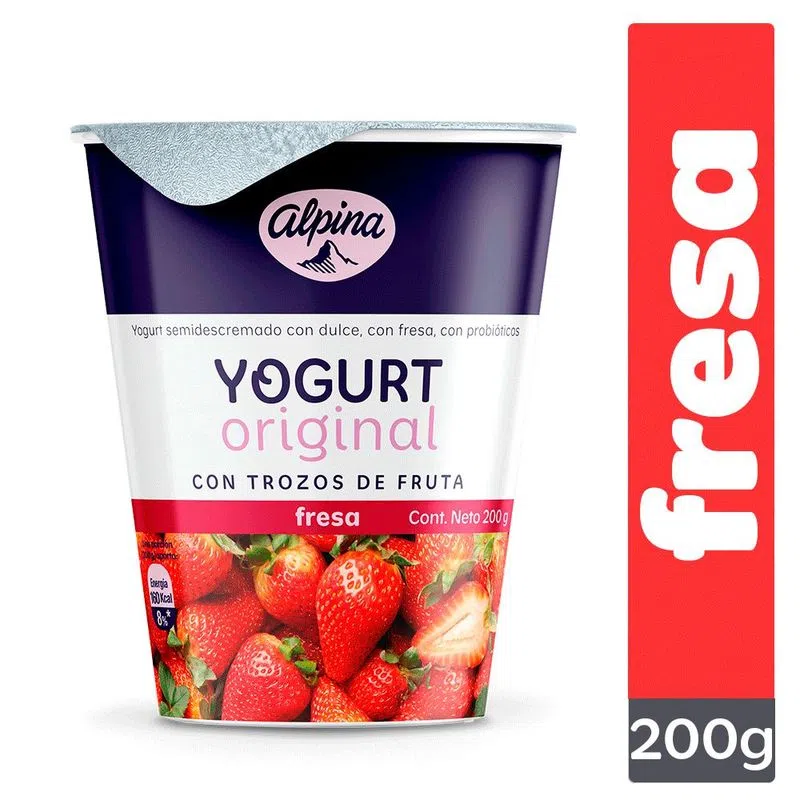 alpina
Yogurt semidescremado con dulce, con fresa, con probióticos
YOGURT
original
CON TROZOS DE FRUTA
fresa Cont. Neto 200 g
Energía
160 Kcal
8%*
fresa
200g